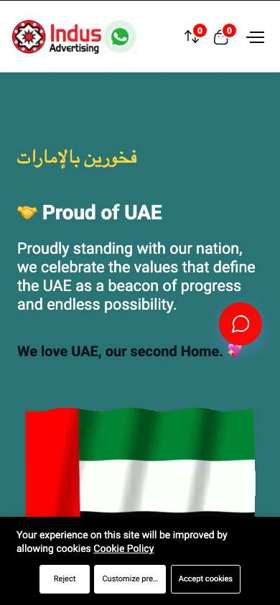 Indus
Advertising
0
0
فخورين بالإمارات
🤝 Proud of UAE
Proudly standing with our nation,
we celebrate the values that define
the UAE as a beacon of progress
and endless possibility.
We love UAE, our second Home. 💖
Your experience on this site will be improved by
allowing cookies Cookie Policy
Reject
Customize pre...
Accept cookies